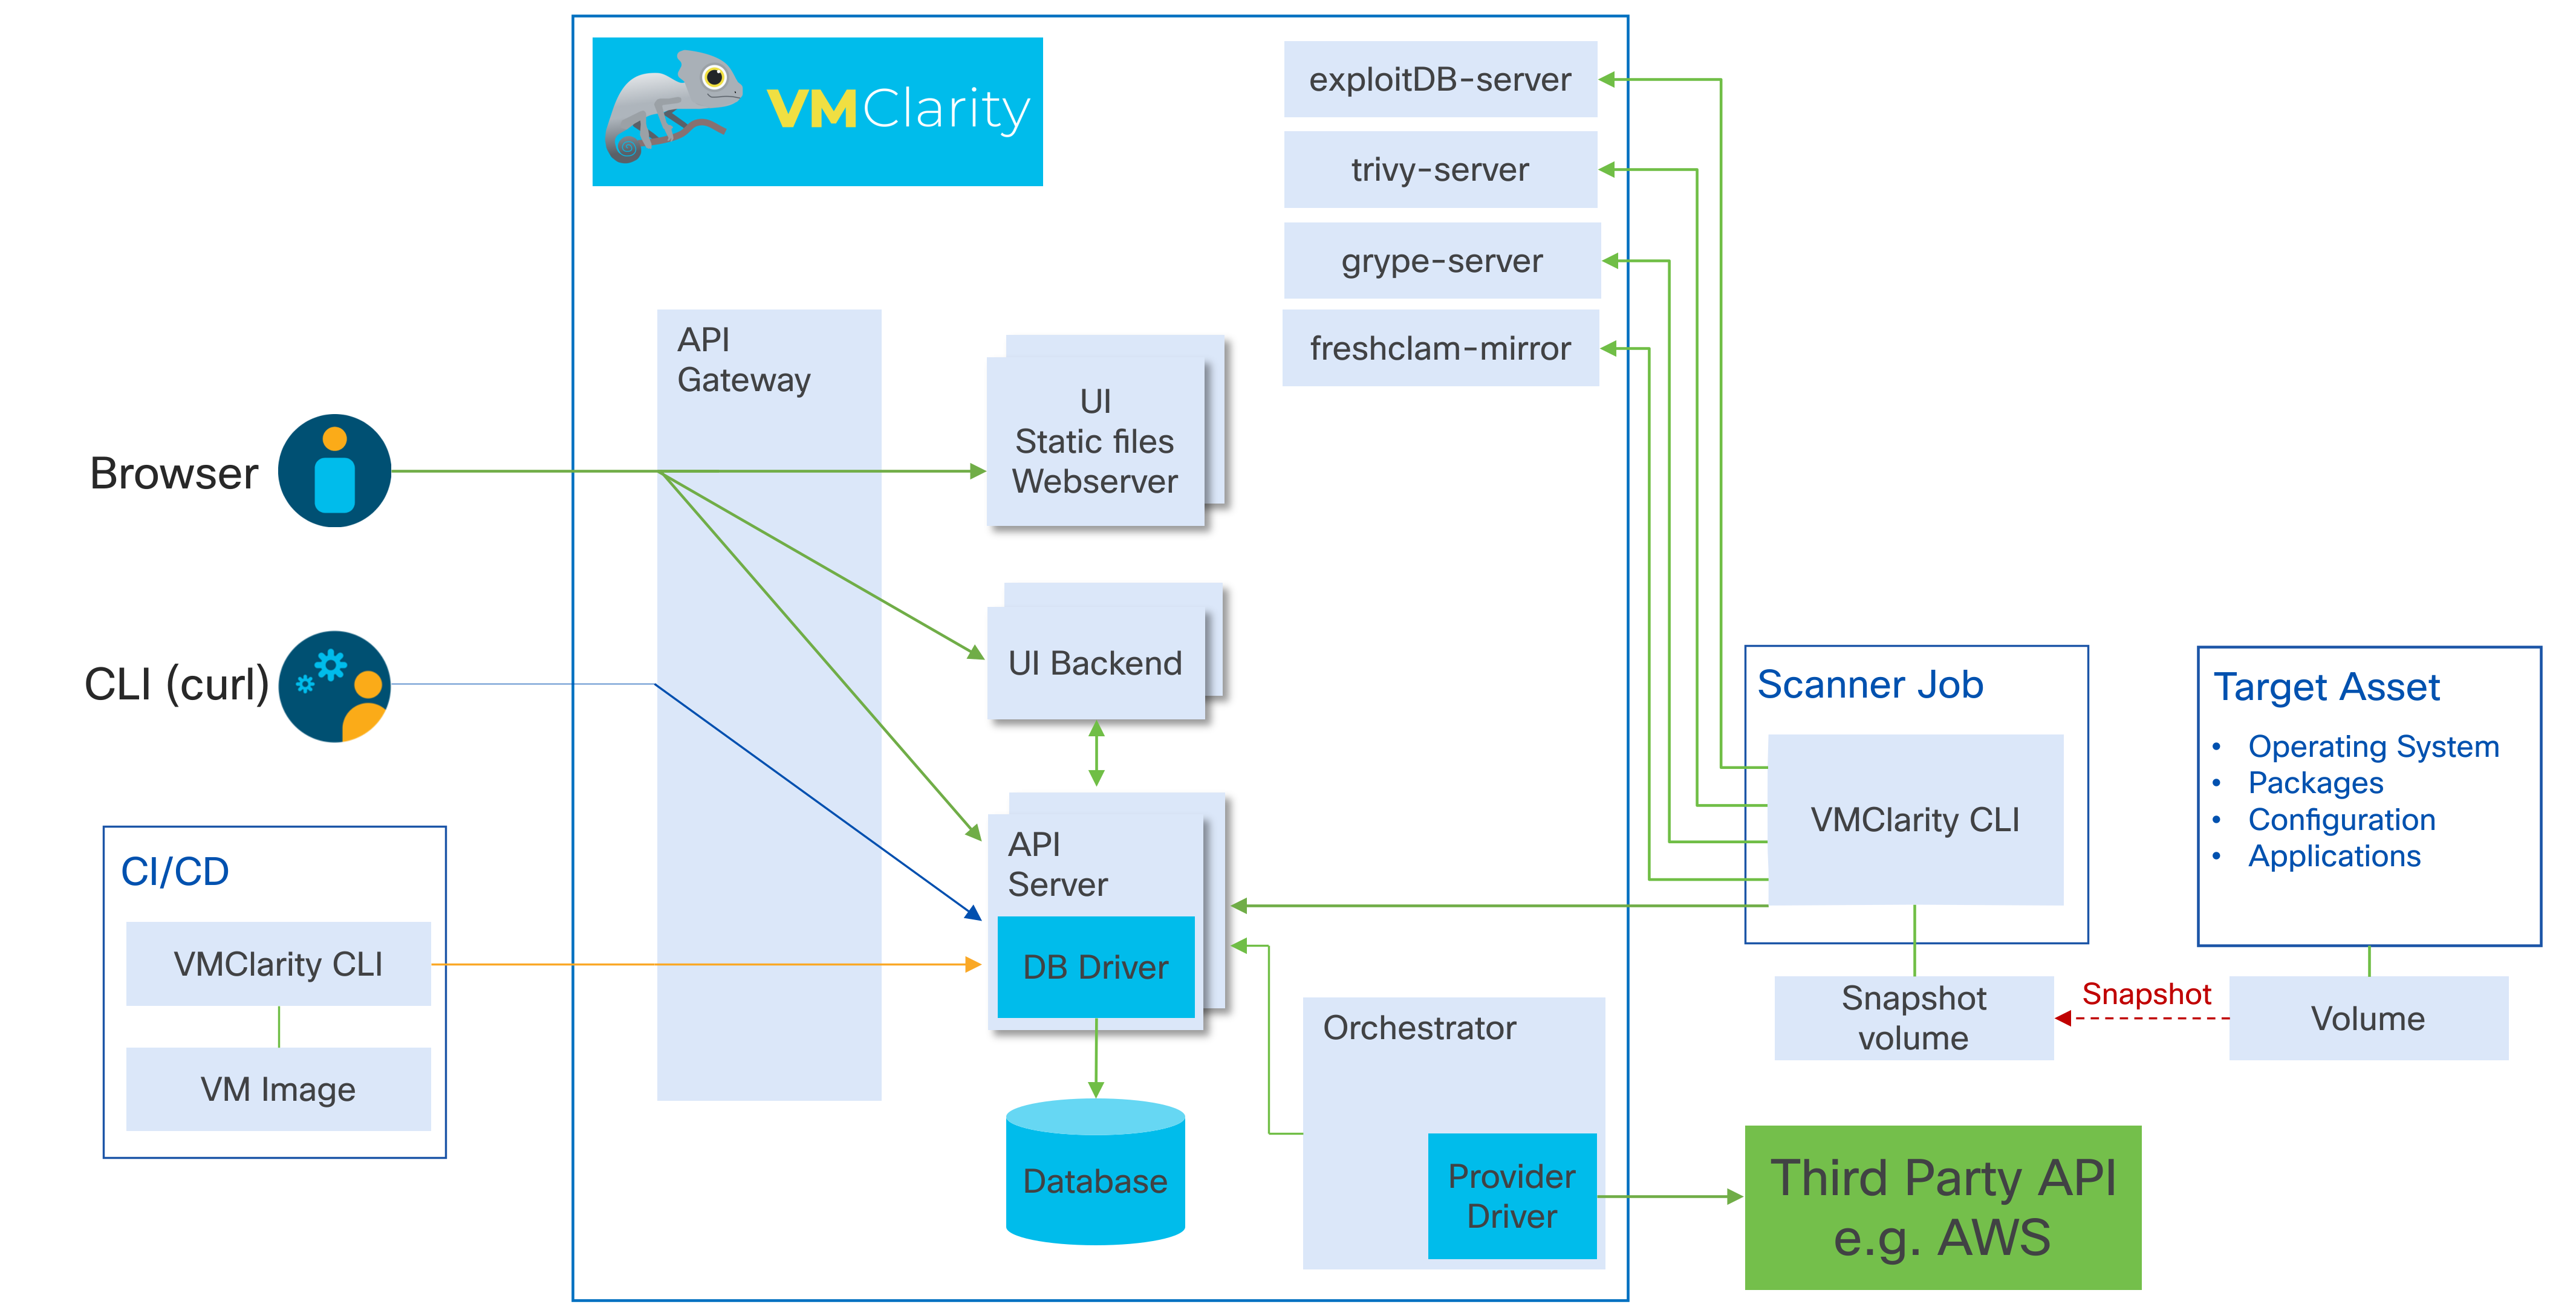 VMClarity
exploitDB-server
trivy-server
grype-server
freshclam-mirror
API
Gateway
UI
Static files
Webserver
Browser
UI Backend
CLI (curl)
API
Server
DB Driver
Database
CI/CD
VMClarity CLI
VM Image
Orchestrator
Provider
Driver
Scanner Job
VMClarity CLI
Snapshot
volume
Snapshot
Target Asset
• Operating System
• Packages
• Configuration
• Applications
Volume
Third Party API
e.g. AWS